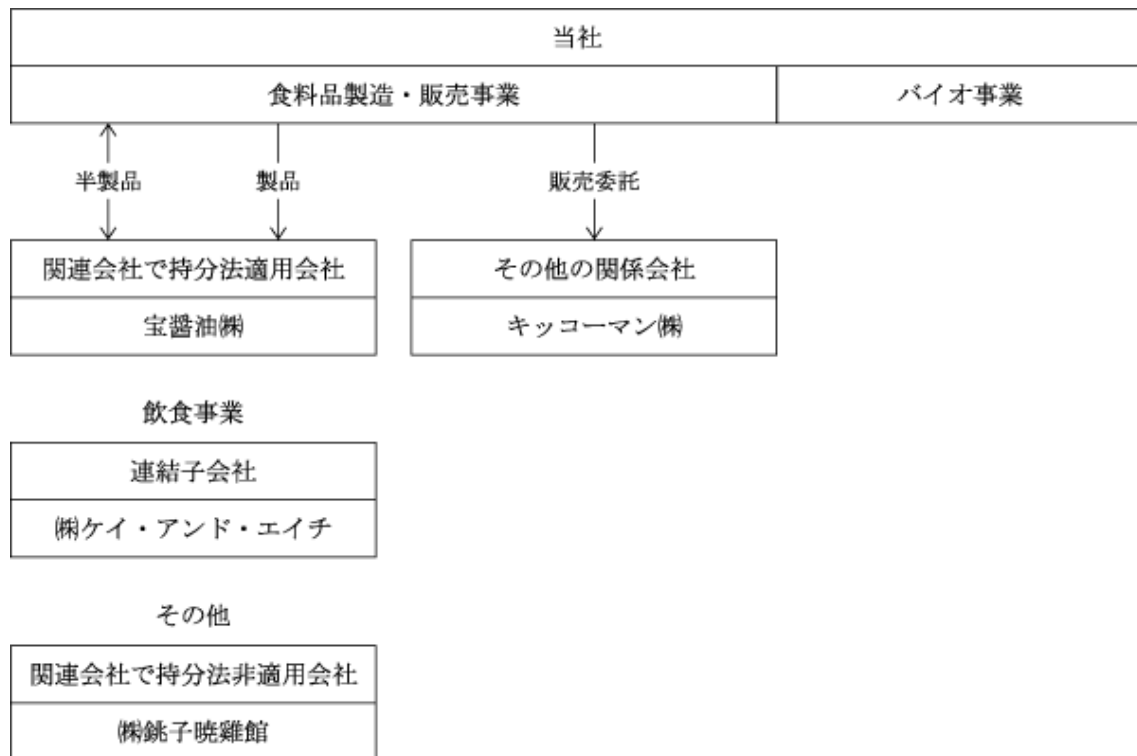 当社
食料品製造・販売事業
バイオ事業
半製品
製品
販売委託
関連会社で持分法適用会社
宝醤油㈱
その他の関係会社
キッコーマン㈱
飲食事業
連結子会社
㈱ケイ・アンド・エイチ
その他
関連会社で持分法非適用会社
㈱銚子暁雞館